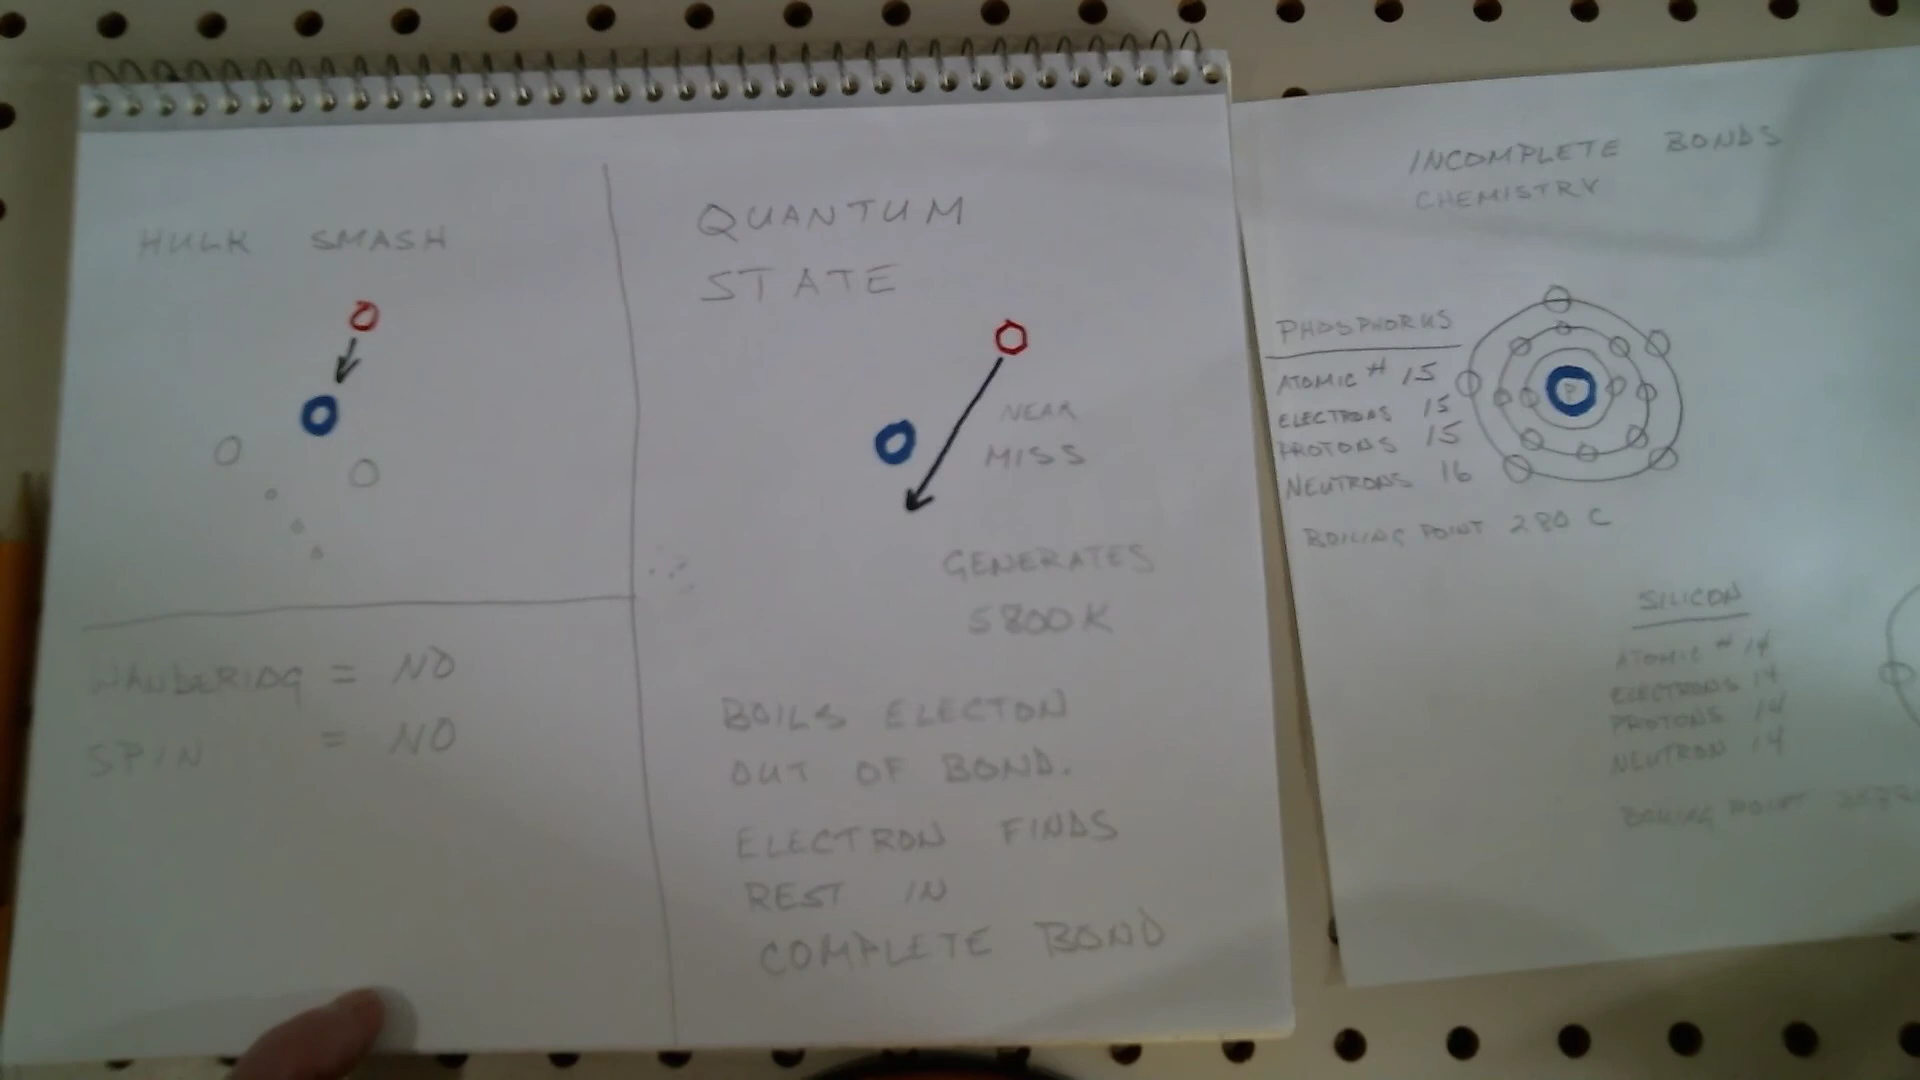 HULK SMASH
WANDERING = NO
SPIN = NO
QUANTUM
STATE
NEAR
MISS
GENERATES
5800K
BOILS ELECTON
OUT OF BOND.
ELECTRON FINDS
REST IN
COMPLETE BOND
INCOMPLETE BONDS
CHEMISTRY
PHOSPHORUS
ATOMIC # 15
ELECTRONS 15
PROTONS 15
NEUTRONS 16
BOILING POINT 280 C
P
SILICON
ATOMIC # 14
ELECTRONS 14
PROTONS 14
NEUTRON 14
BOILING POINT